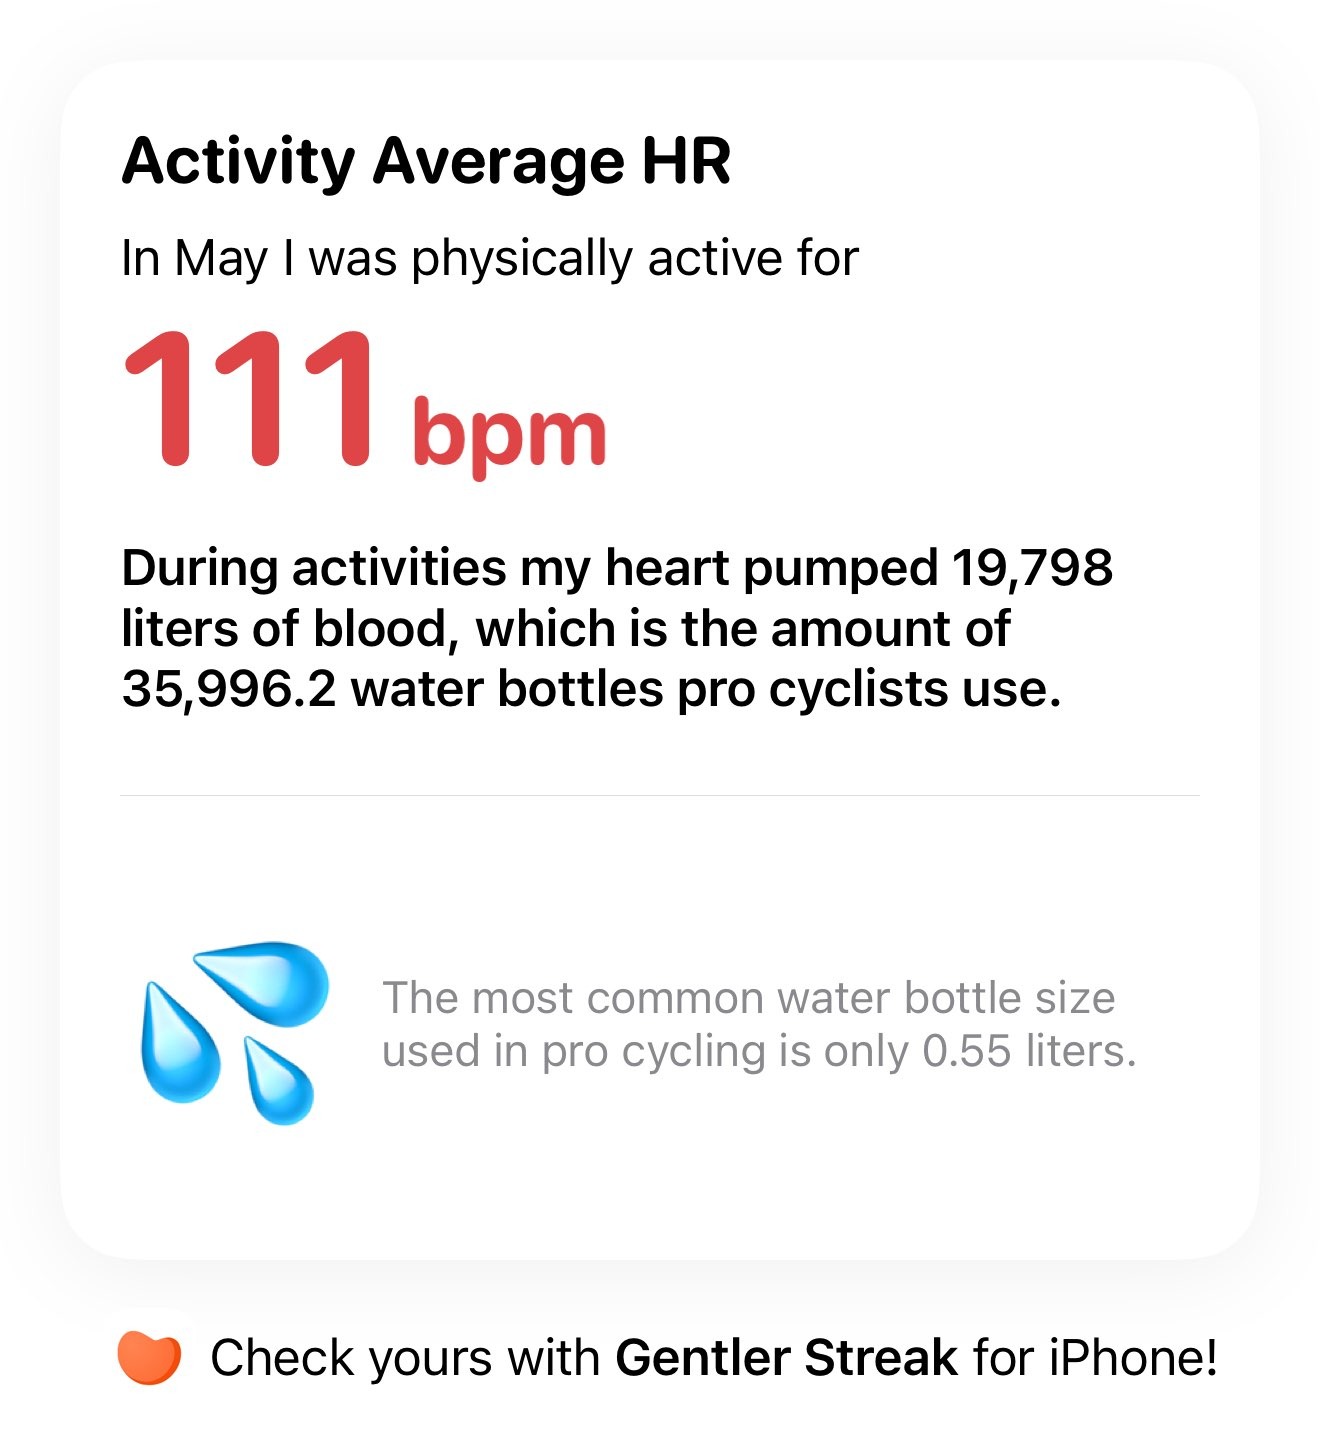 Activity Average HR
In May I was physically active for
111 bpm
During activities my heart pumped 19,798
liters of blood, which is the amount of
35,996.2 water bottles pro cyclists use.
The most common water bottle size
used in pro cycling is only 0.55 liters.
Check yours with Gentler Streak for iPhone!